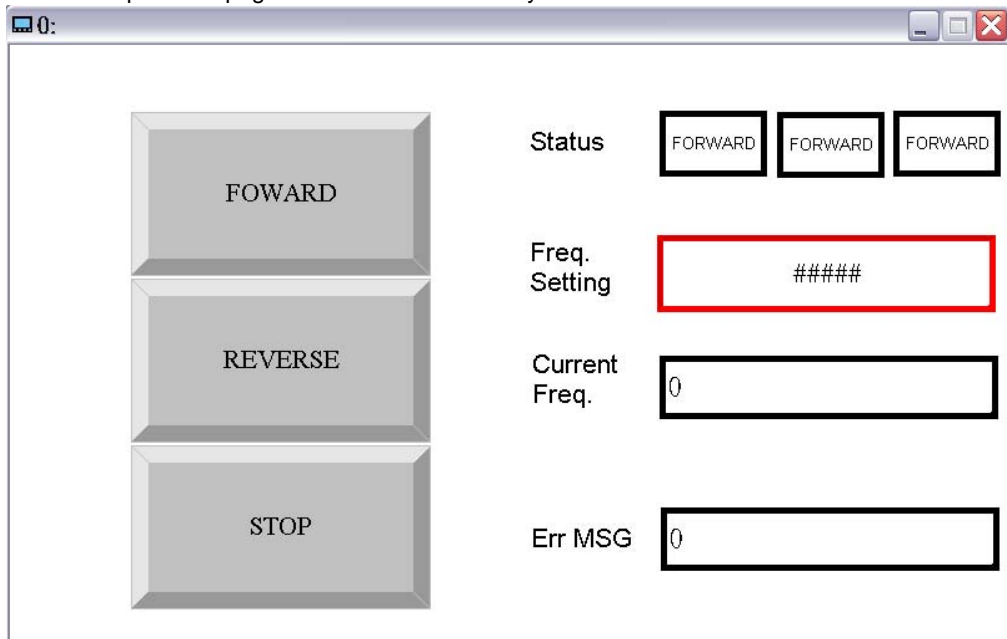 0:
FOWARD
REVERSE
STOP
Status FORWARD FORWARD FORWARD
Freq.
Setting
#####
Current
Freq.
0
Err MSG 0